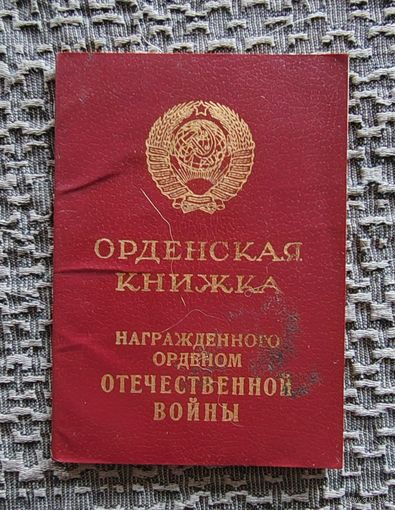 ОРДЕНСКАЯ
КНИЖКА
НАГРАЖДЕННОГО
ОРДЕНОМ
ОТЕЧЕСТВЕННОЙ
ВОЙНЫ